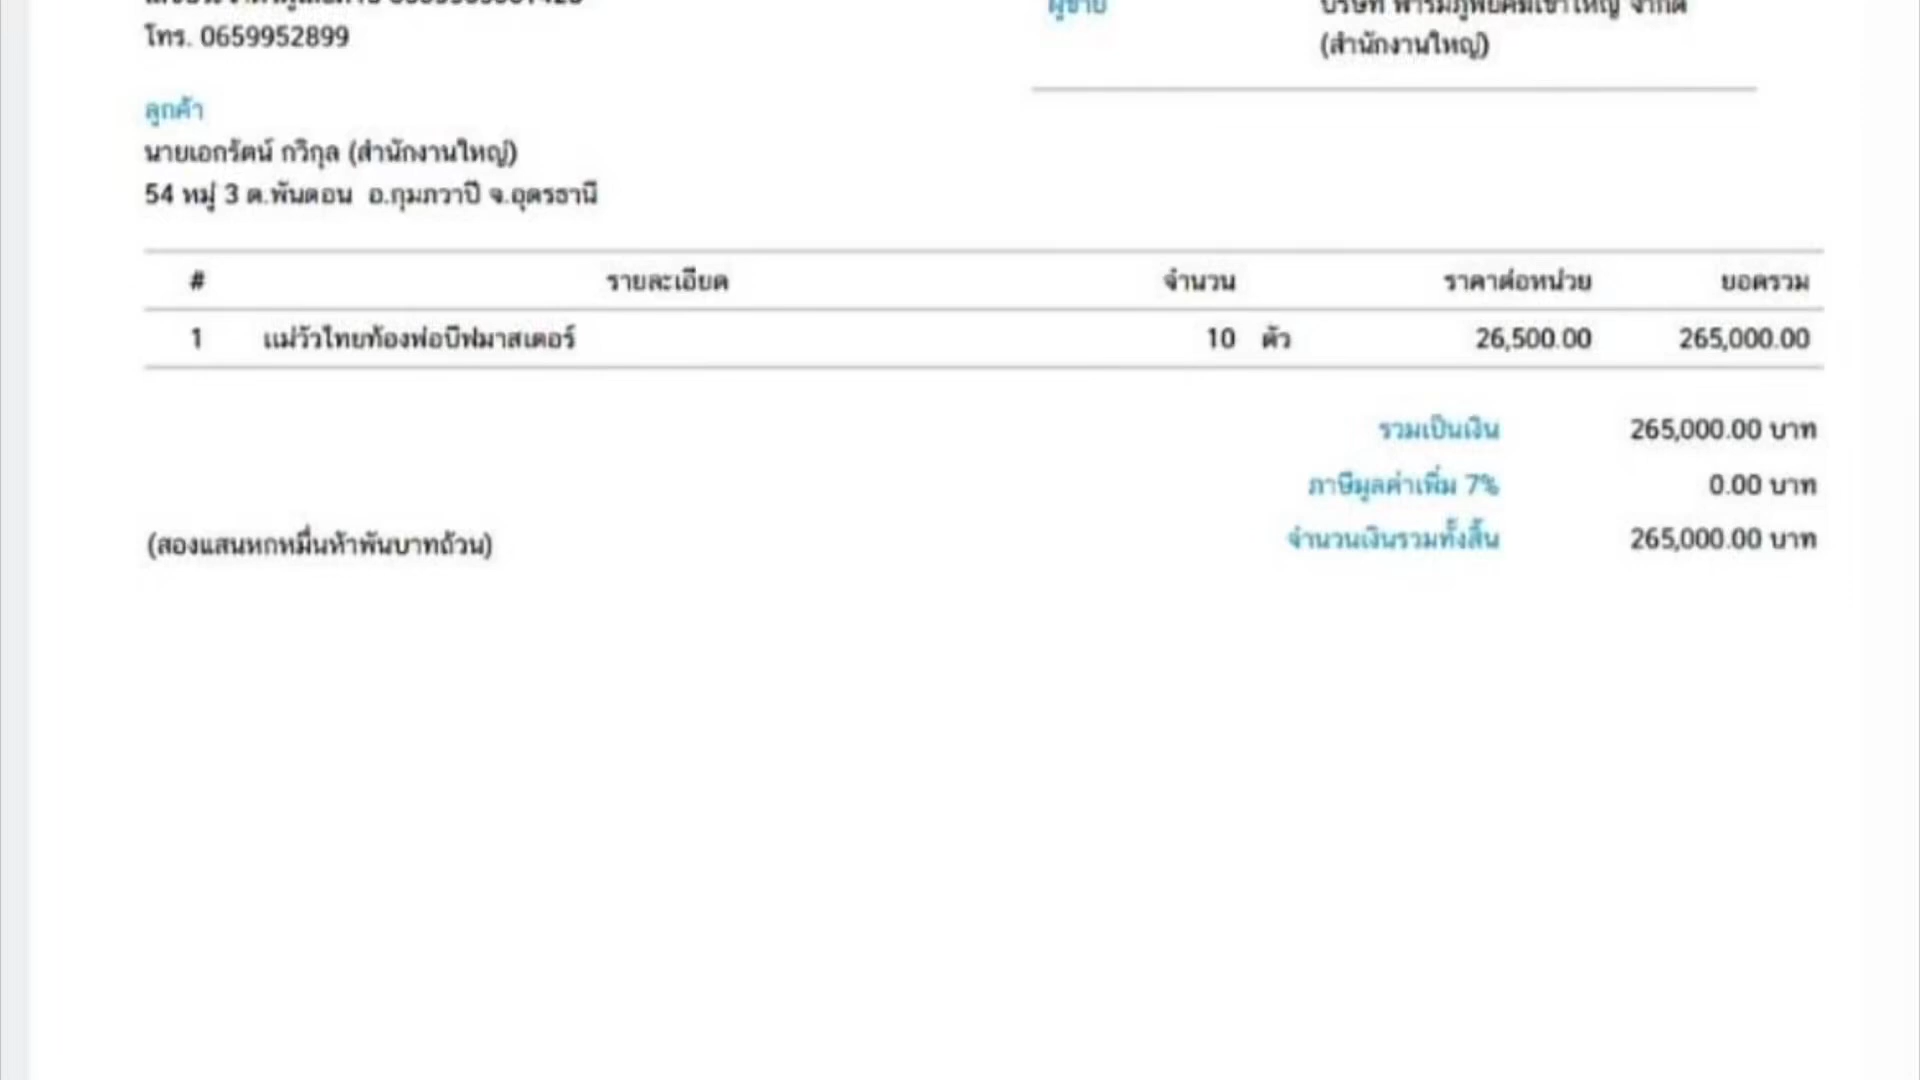 โทร. 0659952899
ผู้ขาย
(สำนักงานใหญ่)
ลูกค้า
นายเอกรัตน์ กวิกุล (สำนักงานใหญ่)
54 หมู่ 3 ต.พันดอน อ.กุมภวาปี จ.อุดรธานี
# รายละเอียด จำนวน ราคาต่อหน่วย ยอดรวม
1 แม่วัวไทยท้องพ่อบีฟมาสเตอร์ 10 ตัว 26,500.00 265,000.00
รวมเป็นเงิน 265,000.00 บาท
ภาษีมูลค่าเพิ่ม 7% 0.00 บาท
(สองแสนหกหมื่นห้าพันบาทถ้วน) จำนวนเงินรวมทั้งสิ้น 265,000.00 บาท